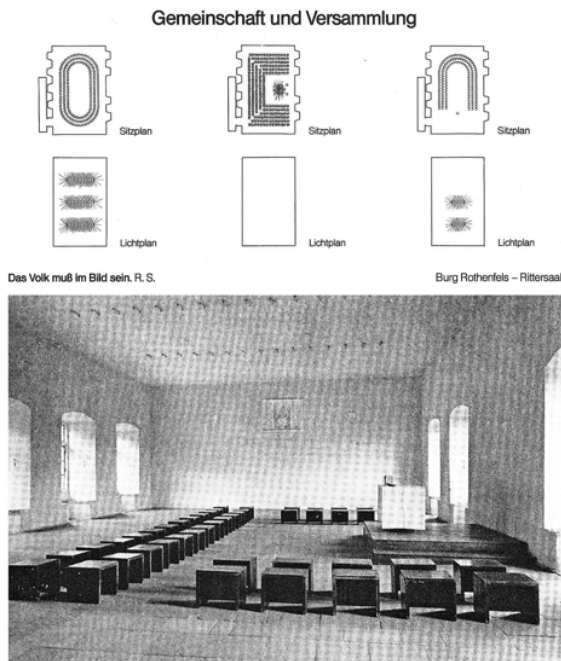 Gemeinschaft und Versammlung
Sitzplan
Sitzplan
Sitzplan
Lichtplan
Lichtplan
Lichtplan
Das Volk muß im Bild sein. R. S.
Burg Rothenfels – Rittersaal